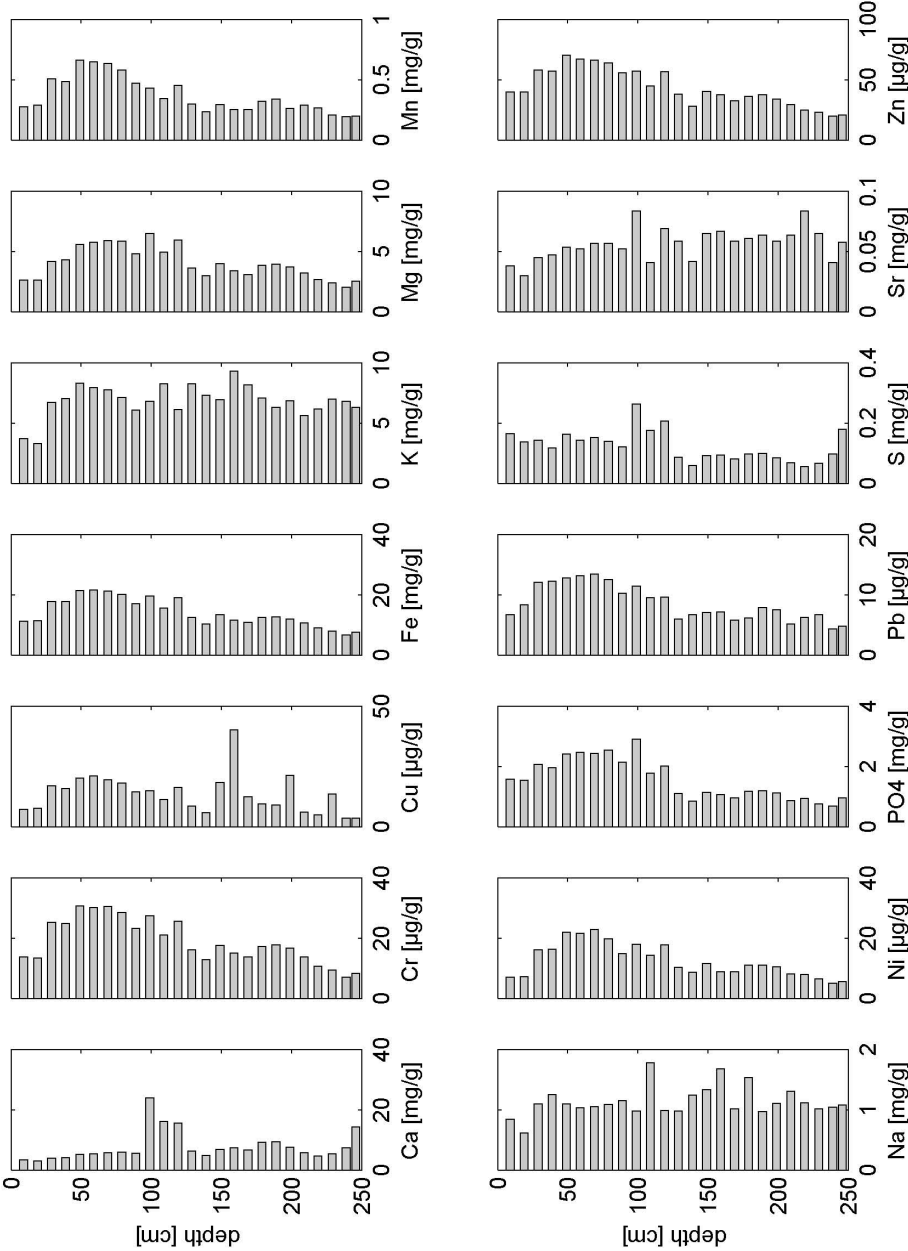 0
50
100
150
200
250
depth [cm]
0 20 40
Ca [mg/g]
0 20 40
Cr [µg/g]
0 50
Cu [µg/g]
0 20 40
Fe [mg/g]
0 5 10
K [mg/g]
0 5 10
Mg [mg/g]
0 0.5 1
Mn [mg/g]
0
50
100
150
200
250
depth [cm]
0 1 2
Na [mg/g]
0 20 40
Ni [µg/g]
0 2 4
PO4 [mg/g]
0 10 20
Pb [µg/g]
0 0.2 0.4
S [mg/g]
0 0.05 0.1
Sr [mg/g]
0 50 100
Zn [µg/g]